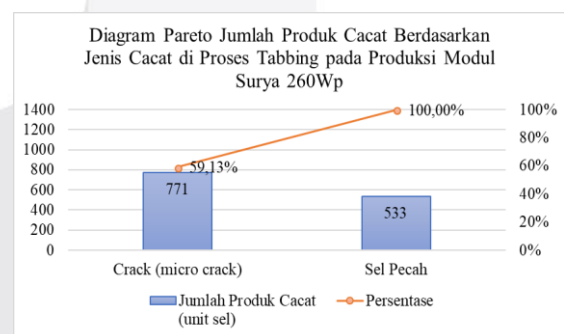 Diagram Pareto Jumlah Produk Cacat Berdasarkan
Jenis Cacat di Proses Tabbing pada Produksi Modul
Surya 260Wp
1400
1200
1000
800
600
400
200
0
100%
80%
60%
40%
20%
0%
59,13%
100,00%
771
533
Crack (micro crack)
Sel Pecah
Jumlah Produk Cacat
(unit sel)
Persentase